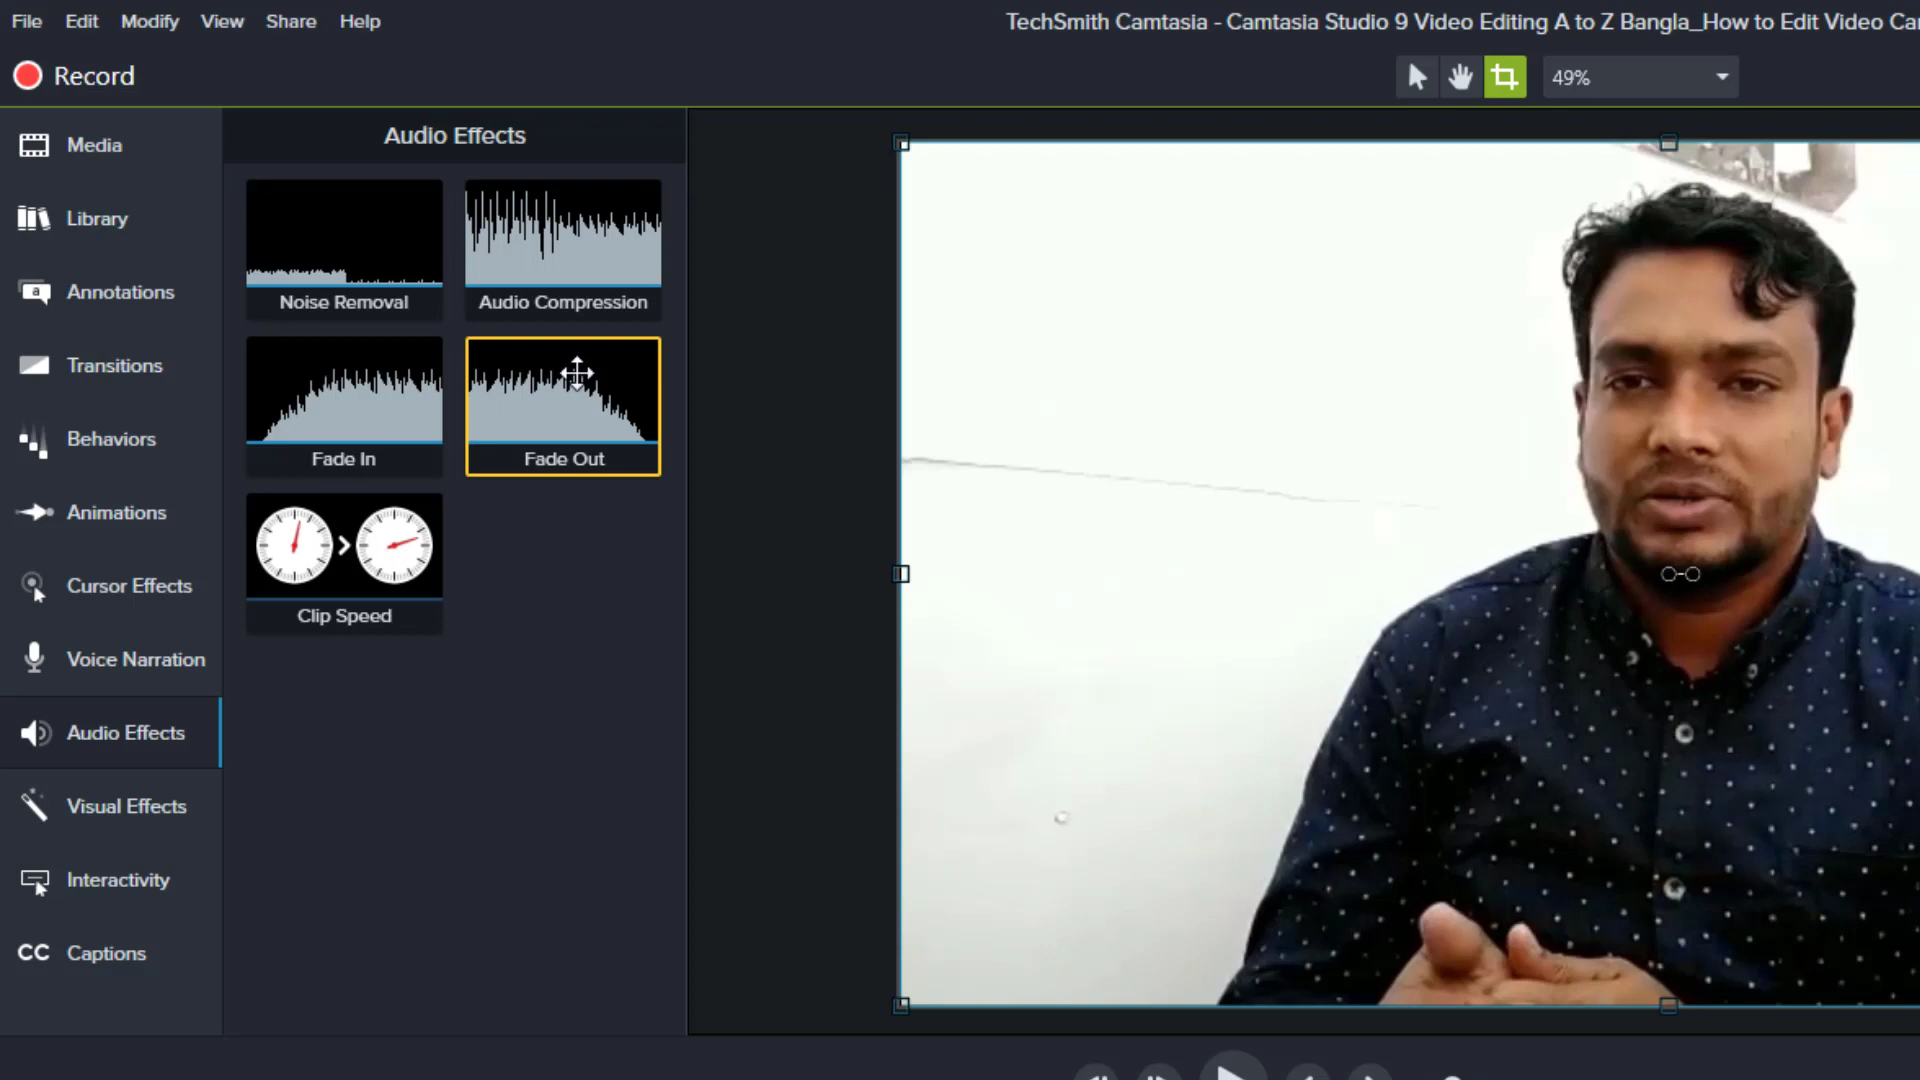 File Edit Modify View Share Help
TechSmith Camtasia - Camtasia Studio 9 Video Editing A to Z Bangla_How to Edit Video
Record
49%
Media
Library
Annotations
Transitions
Behaviors
Animations
Cursor Effects
Voice Narration
Audio Effects
Visual Effects
Interactivity
CC Captions
Audio Effects
Noise Removal
Audio Compression
Fade In
Fade Out
Clip Speed